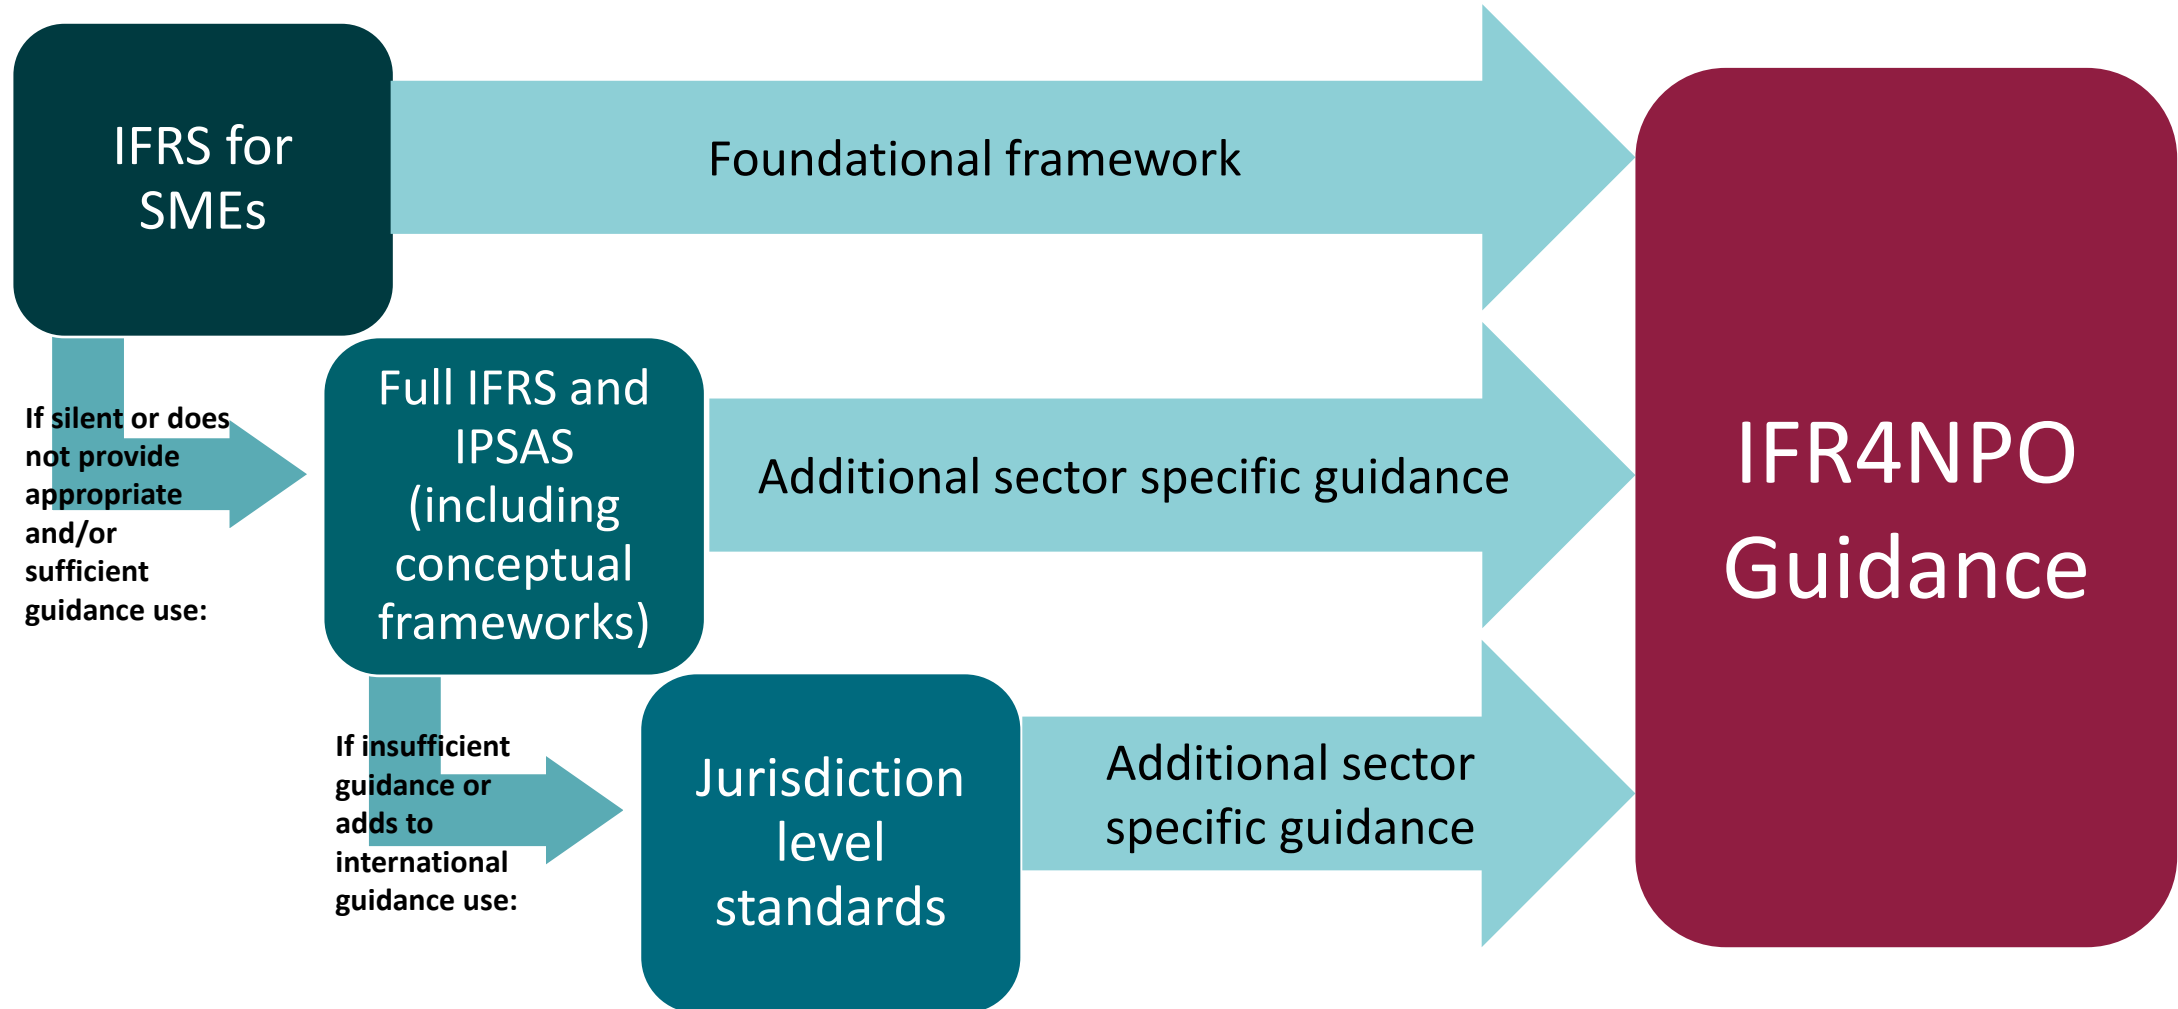 IFRS for
SMEs
Foundational framework
If silent or does
not provide
appropriate
and/or
sufficient
guidance use:
Full IFRS and
IPSAS
(including
conceptual
frameworks)
Additional sector specific guidance
If insufficient
guidance or
adds to
international
guidance use:
Jurisdiction
level
standards
Additional sector
specific guidance
IFR4NPO
Guidance